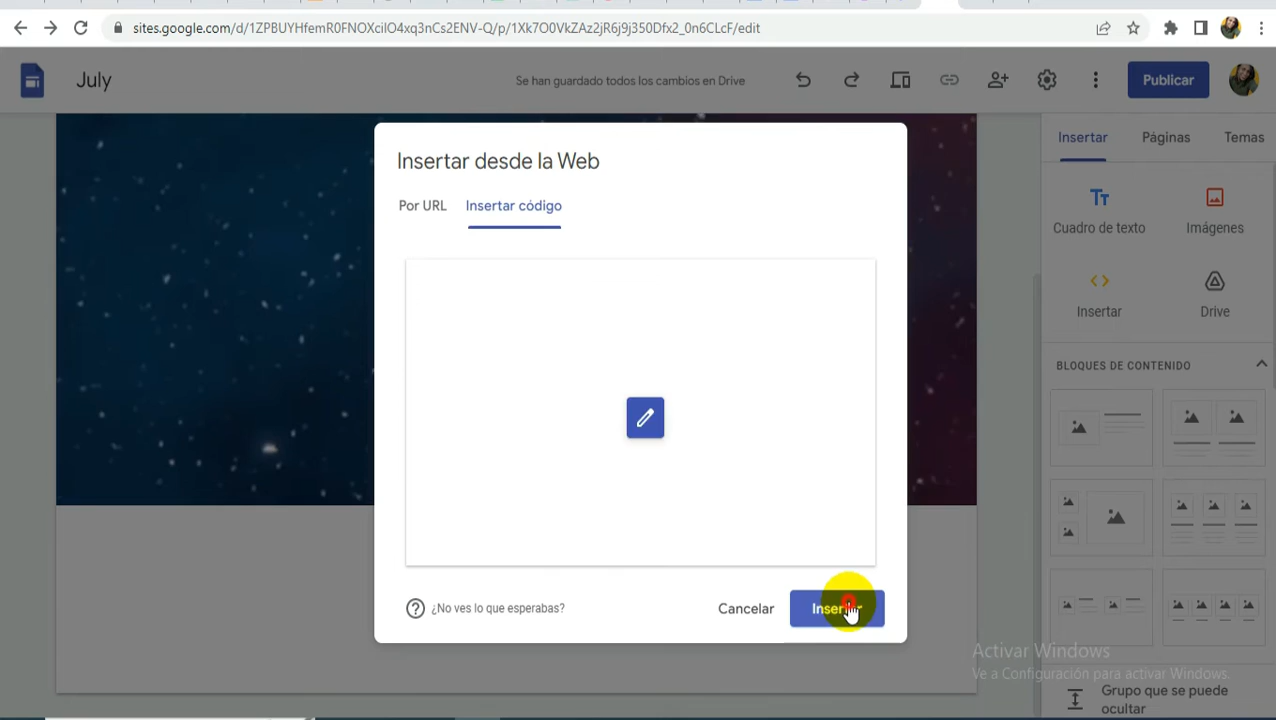 sites.google.com/d/1ZPBUYHfemR0FNOXcilO4xq3nCs2ENV-Q/p/1Xk7O0VkZAz2jR6j9j350Dfx2_0n6CLcF/edit
July
Se han guardado todos los cambios en Drive
Publicar
Insertar desde la Web
Por URL
Insertar código
¿No ves lo que esperabas?
Cancelar
Insertar
Insertar
Páginas
Temas
Cuadro de texto
Imágenes
Insertar
Drive
BLOQUES DE CONTENIDO
Activar Windows
Ve a Configuración para activar Windows.
Grupo que se puede
ocultar